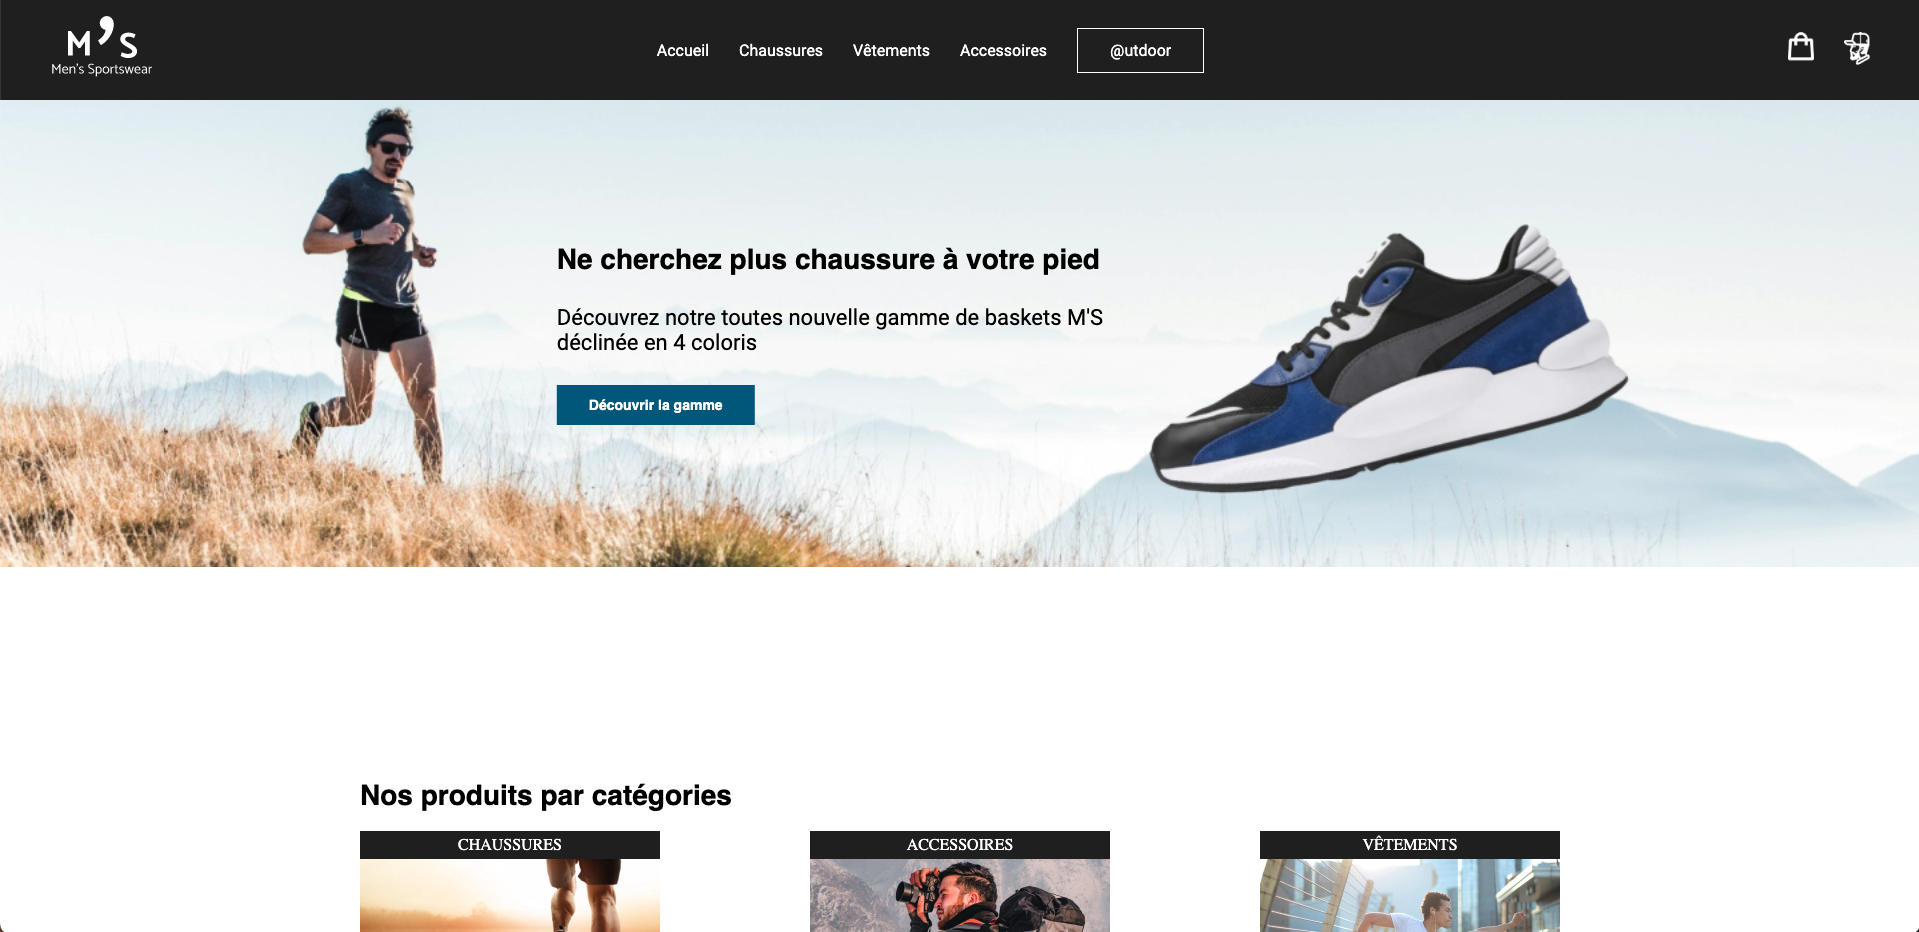 M'S
Men's Sportswear
Accueil
Chaussures
Vêtements
Accessoires
@utdoor
Ne cherchez plus chaussure à votre pied
Découvrez notre toutes nouvelle gamme de baskets M'S
déclinée en 4 coloris
Découvrir la gamme
Nos produits par catégories
CHAUSSURES
ACCESSOIRES
VÊTEMENTS